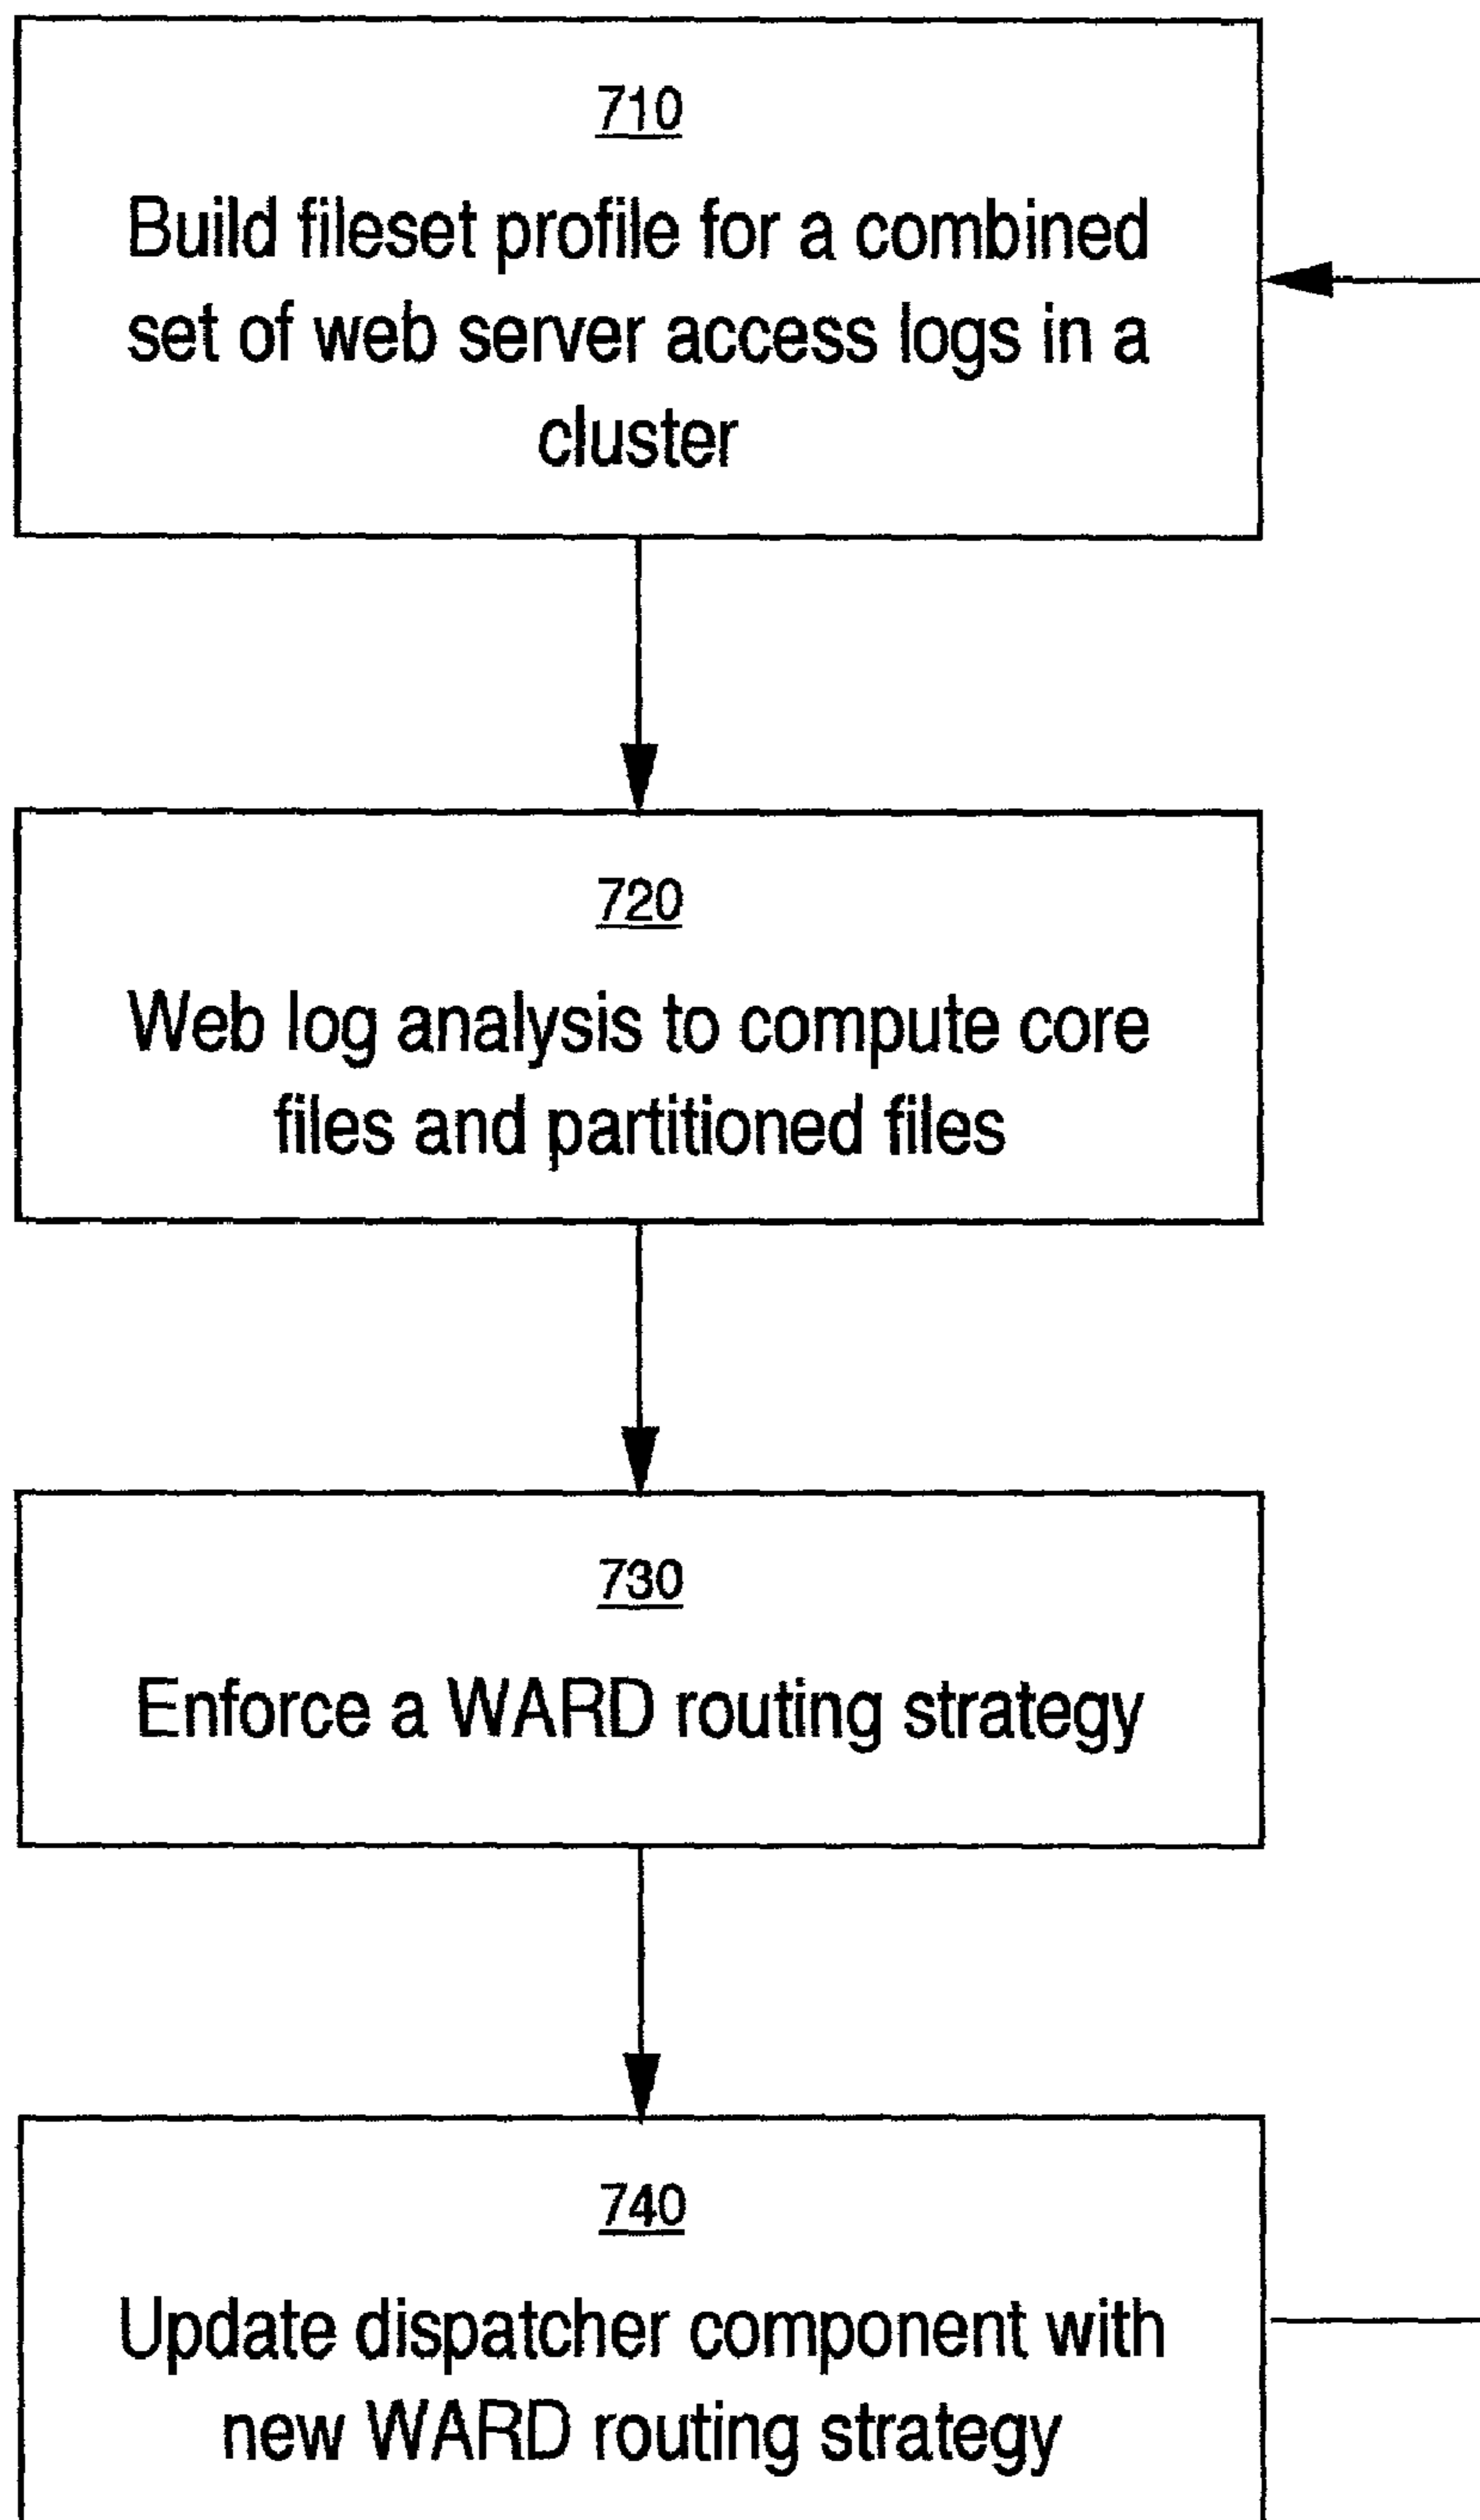 710
Build fileset profile for a combined
set of web server access logs in a
cluster
720
Web log analysis to compute core
files and partitioned files
730
Enforce a WARD routing strategy
740
Update dispatcher component with
new WARD routing strategy